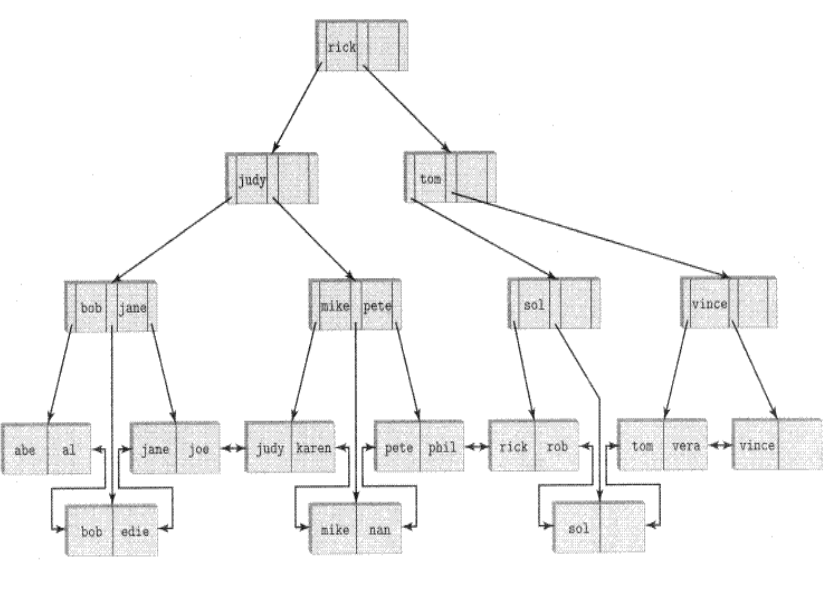 rick
judy tom
bob jane mike pete sol vince
abe al jane joe judy karen pete phil rick rob tom vera vince
bob edie mike nan sol